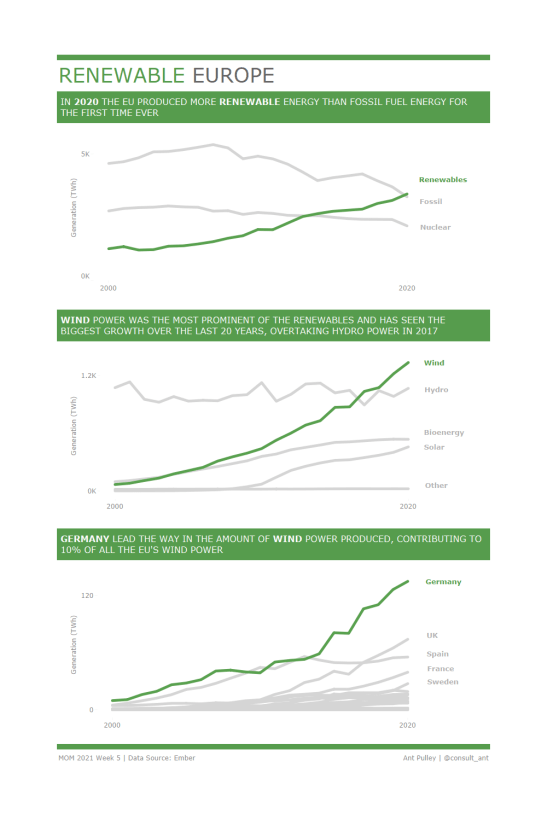 RENEWABLE EUROPE
IN 2020 THE EU PRODUCED MORE RENEWABLE ENERGY THAN FOSSIL FUEL ENERGY FOR
THE FIRST TIME EVER
5K
Renewables
Fossil
Generation (TWh)
Nuclear
0K
2000
2020
WIND POWER WAS THE MOST PROMINENT OF THE RENEWABLES AND HAS SEEN THE
BIGGEST GROWTH OVER THE LAST 20 YEARS, OVERTAKING HYDRO POWER IN 2017
Wind
1.2K
Hydro
Generation (TWh)
Bioenergy
Solar
Other
0K
2000
2020
GERMANY LEAD THE WAY IN THE AMOUNT OF WIND POWER PRODUCED, CONTRIBUTING TO
10% OF ALL THE EU'S WIND POWER
Germany
120
UK
Generation (TWh)
Spain
France
Sweden
0
2000
2020
MOM 2021 Week 5 | Data Source: Ember
Ant Pulley | @consult_ant